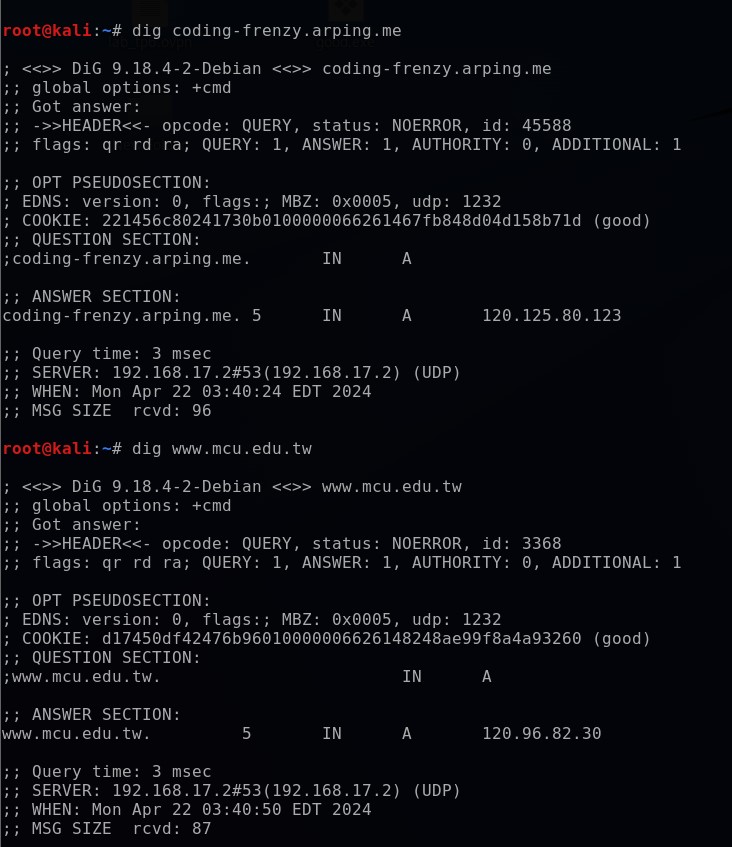 root@kali:~# dig coding-frenzy.arping.me
; <<>> DiG 9.18.4-2-Debian <<>> coding-frenzy.arping.me
;; global options: +cmd
;; Got answer:
;; ->>HEADER<<- opcode: QUERY, status: NOERROR, id: 45588
;; flags: qr rd ra; QUERY: 1, ANSWER: 1, AUTHORITY: 0, ADDITIONAL: 1
;; OPT PSEUDOSECTION:
; EDNS: version: 0, flags:; MBZ: 0x0005, udp: 1232
; COOKIE: 221456c80241730b0100000066261467fb848d04d158b71d (good)
;; QUESTION SECTION:
;coding-frenzy.arping.me. IN A
;; ANSWER SECTION:
coding-frenzy.arping.me. 5 IN A 120.125.80.123
;; Query time: 3 msec
;; SERVER: 192.168.17.2#53(192.168.17.2) (UDP)
;; WHEN: Mon Apr 22 03:40:24 EDT 2024
;; MSG SIZE rcvd: 96
root@kali:~# dig www.mcu.edu.tw
; <<>> DiG 9.18.4-2-Debian <<>> www.mcu.edu.tw
;; global options: +cmd
;; Got answer:
;; ->>HEADER<<- opcode: QUERY, status: NOERROR, id: 3368
;; flags: qr rd ra; QUERY: 1, ANSWER: 1, AUTHORITY: 0, ADDITIONAL: 1
;; OPT PSEUDOSECTION:
; EDNS: version: 0, flags:; MBZ: 0x0005, udp: 1232
; COOKIE: d17450df42476b96010000006626148248ae99f8a4a93260 (good)
;; QUESTION SECTION:
;www.mcu.edu.tw. IN A
;; ANSWER SECTION:
www.mcu.edu.tw. 5 IN A 120.96.82.30
;; Query time: 3 msec
;; SERVER: 192.168.17.2#53(192.168.17.2) (UDP)
;; WHEN: Mon Apr 22 03:40:50 EDT 2024
;; MSG SIZE rcvd: 87